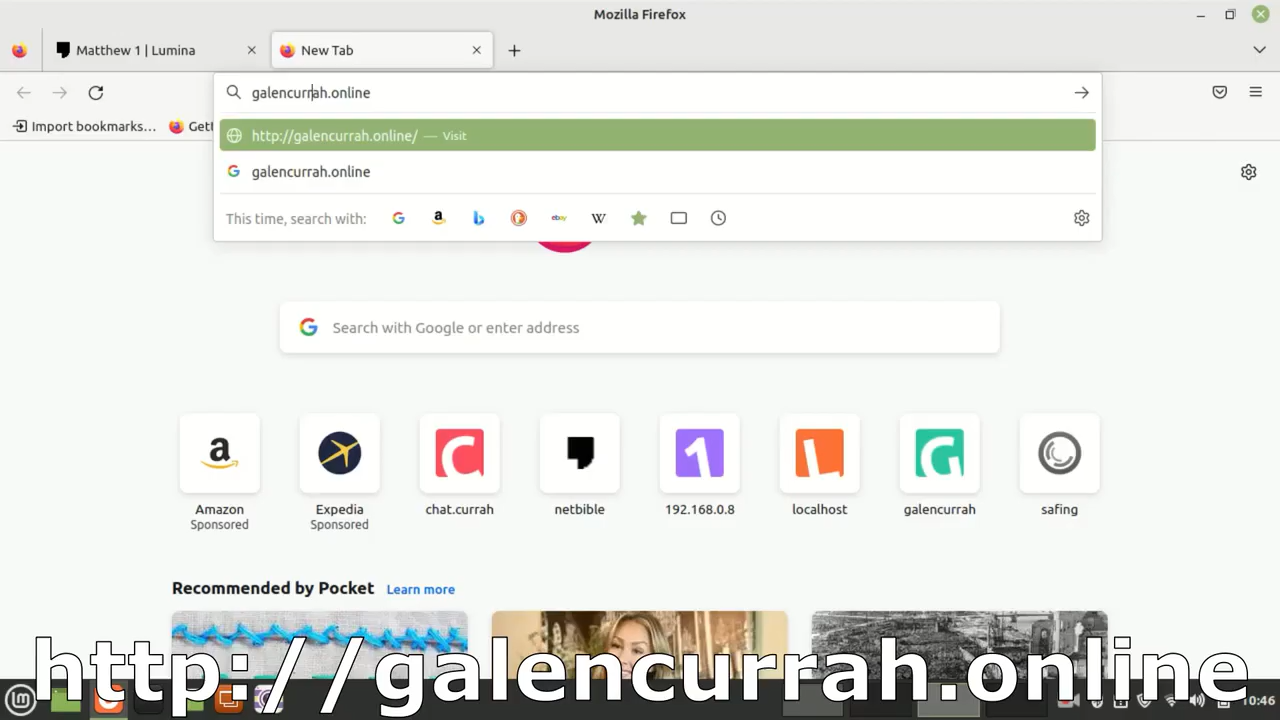 Mozilla Firefox
Matthew 1 | Lumina
New Tab
galencurrah.online
Import bookmarks…
http://galencurrah.online/ — Visit
galencurrah.online
This time, search with:
a
ebay
W
Search with Google or enter address
a
Amazon
Sponsored
Expedia
Sponsored
C
chat.currah
netbible
1
192.168.0.8
L
localhost
G
galencurrah
safing
Recommended by Pocket
Learn more
http://galencurrah.online
10:46